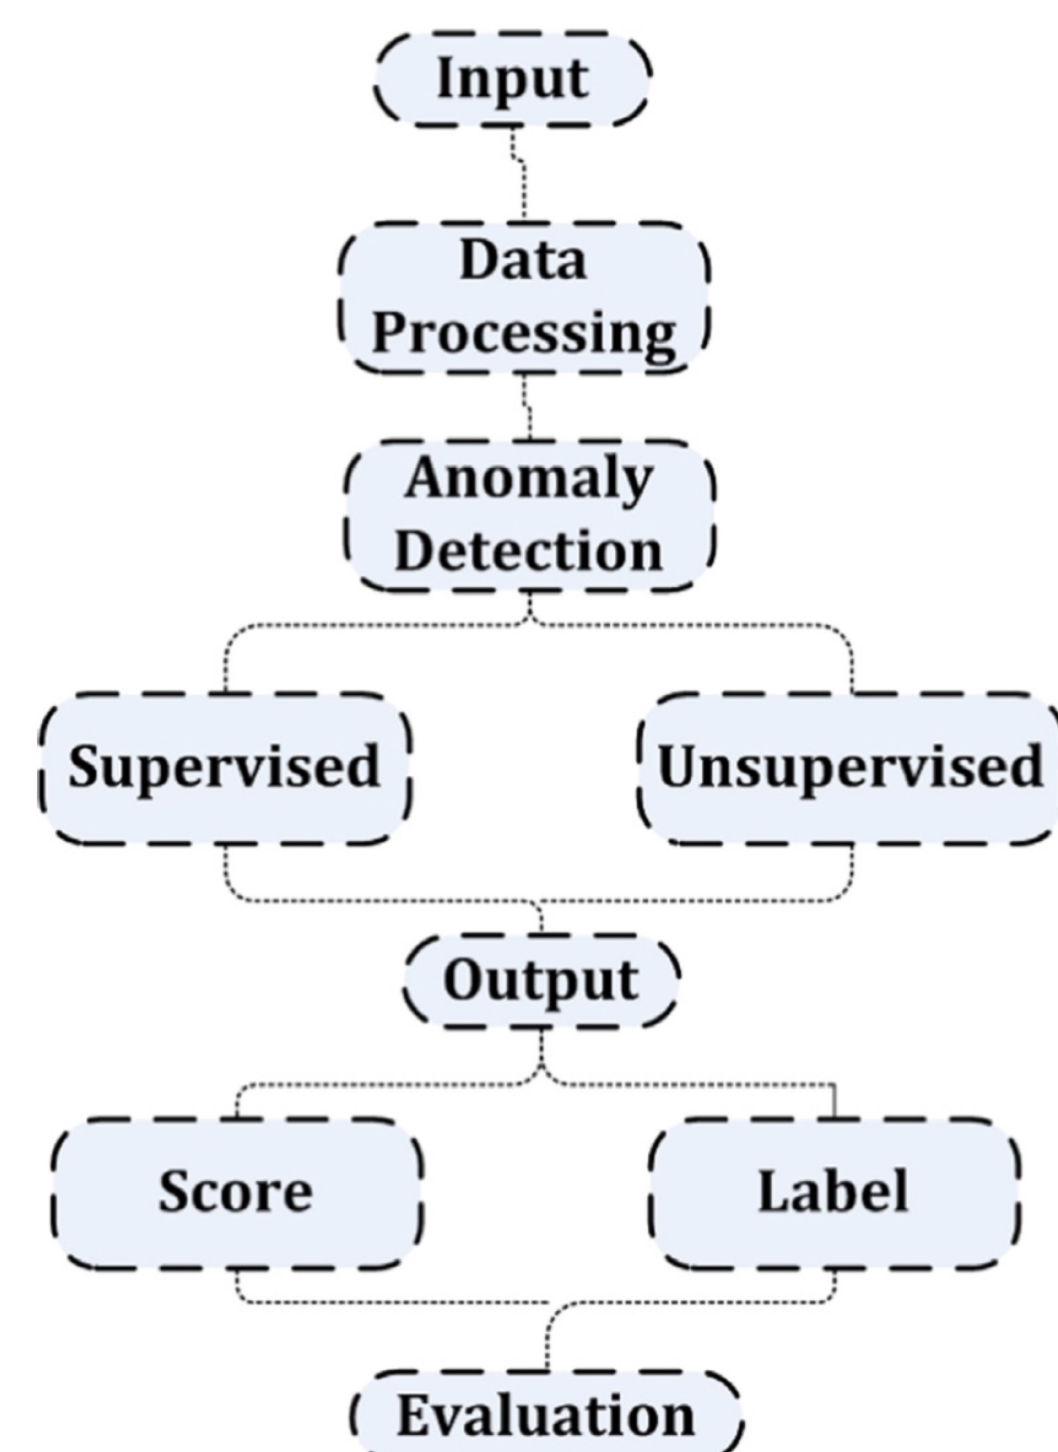 Input
Data
Processing
Anomaly
Detection
Supervised
Unsupervised
Output
Score
Label
Evaluation